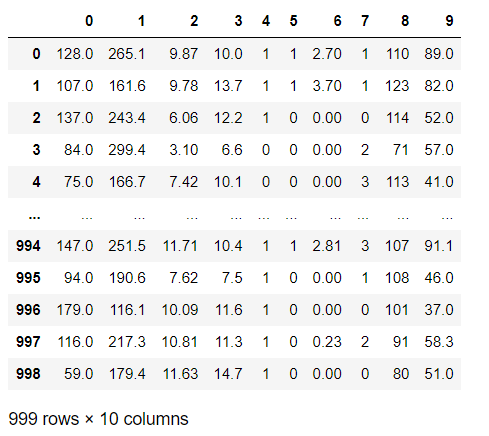 0 1 2 3 4 5 6 7 8 9
0 128.0 265.1 9.87 10.0 1 1 2.70 1 110 89.0
1 107.0 161.6 9.78 13.7 1 1 3.70 1 123 82.0
2 137.0 243.4 6.06 12.2 1 0 0.00 0 114 52.0
3 84.0 299.4 3.10 6.6 0 0 0.00 2 71 57.0
4 75.0 166.7 7.42 10.1 0 0 0.00 3 113 41.0
... ... ... ... ... ... ... ... ... ... ...
994 147.0 251.5 11.71 10.4 1 1 2.81 3 107 91.1
995 94.0 190.6 7.62 7.5 1 0 0.00 1 108 46.0
996 179.0 116.1 10.09 11.6 1 0 0.00 0 101 37.0
997 116.0 217.3 10.81 11.3 1 0 0.23 2 91 58.3
998 59.0 179.4 11.63 14.7 1 0 0.00 0 80 51.0
999 rows × 10 columns